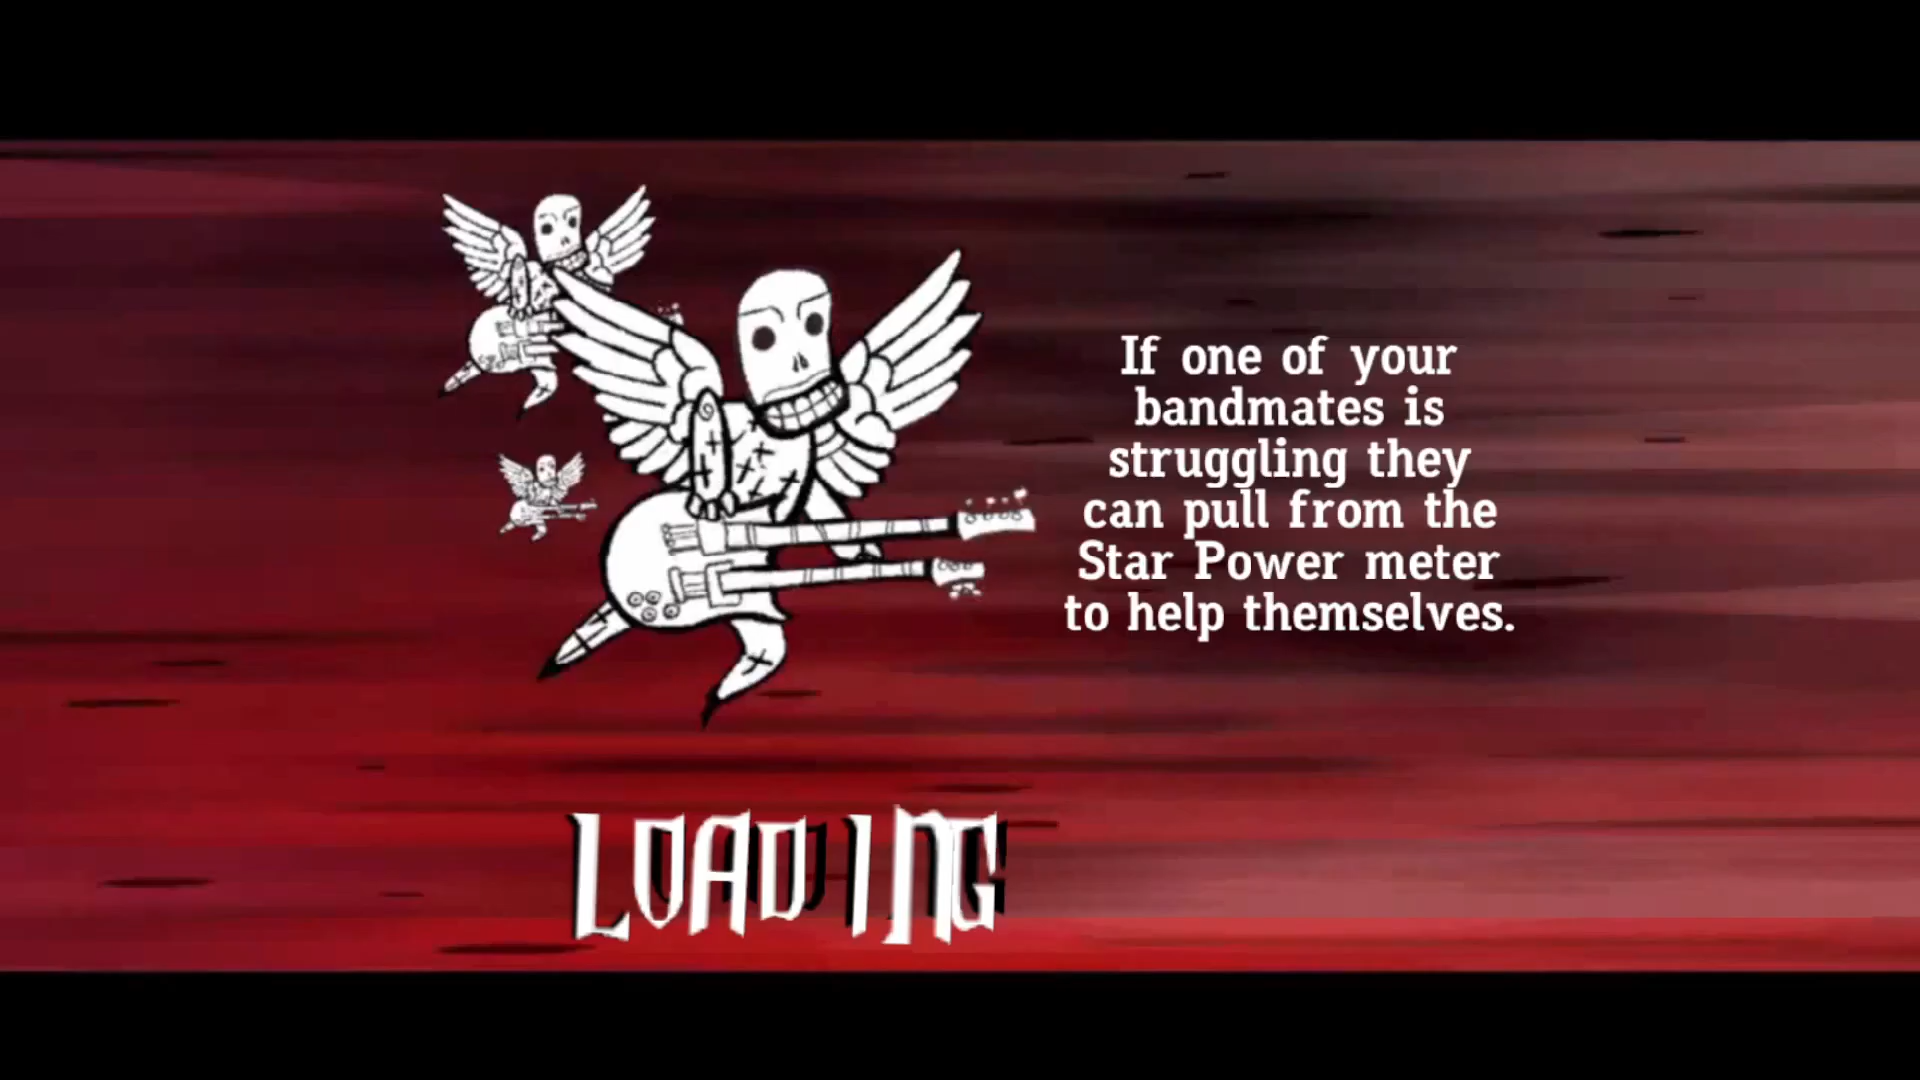 If one of your
bandmates is
struggling they
can pull from the
Star Power meter
to help themselves.
LOADING